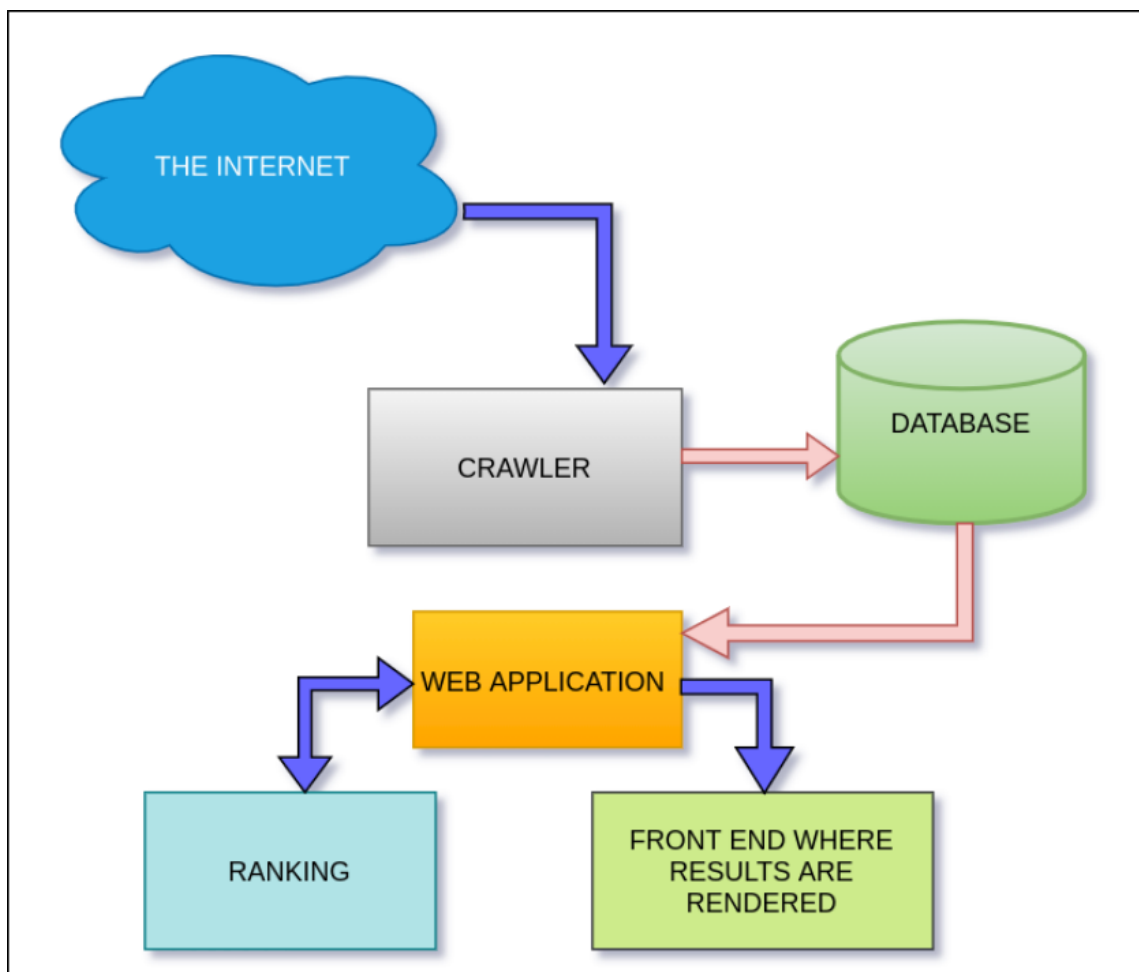 THE INTERNET
DATABASE
CRAWLER
WEB APPLICATION
RANKING
FRONT END WHERE
RESULTS ARE
RENDERED